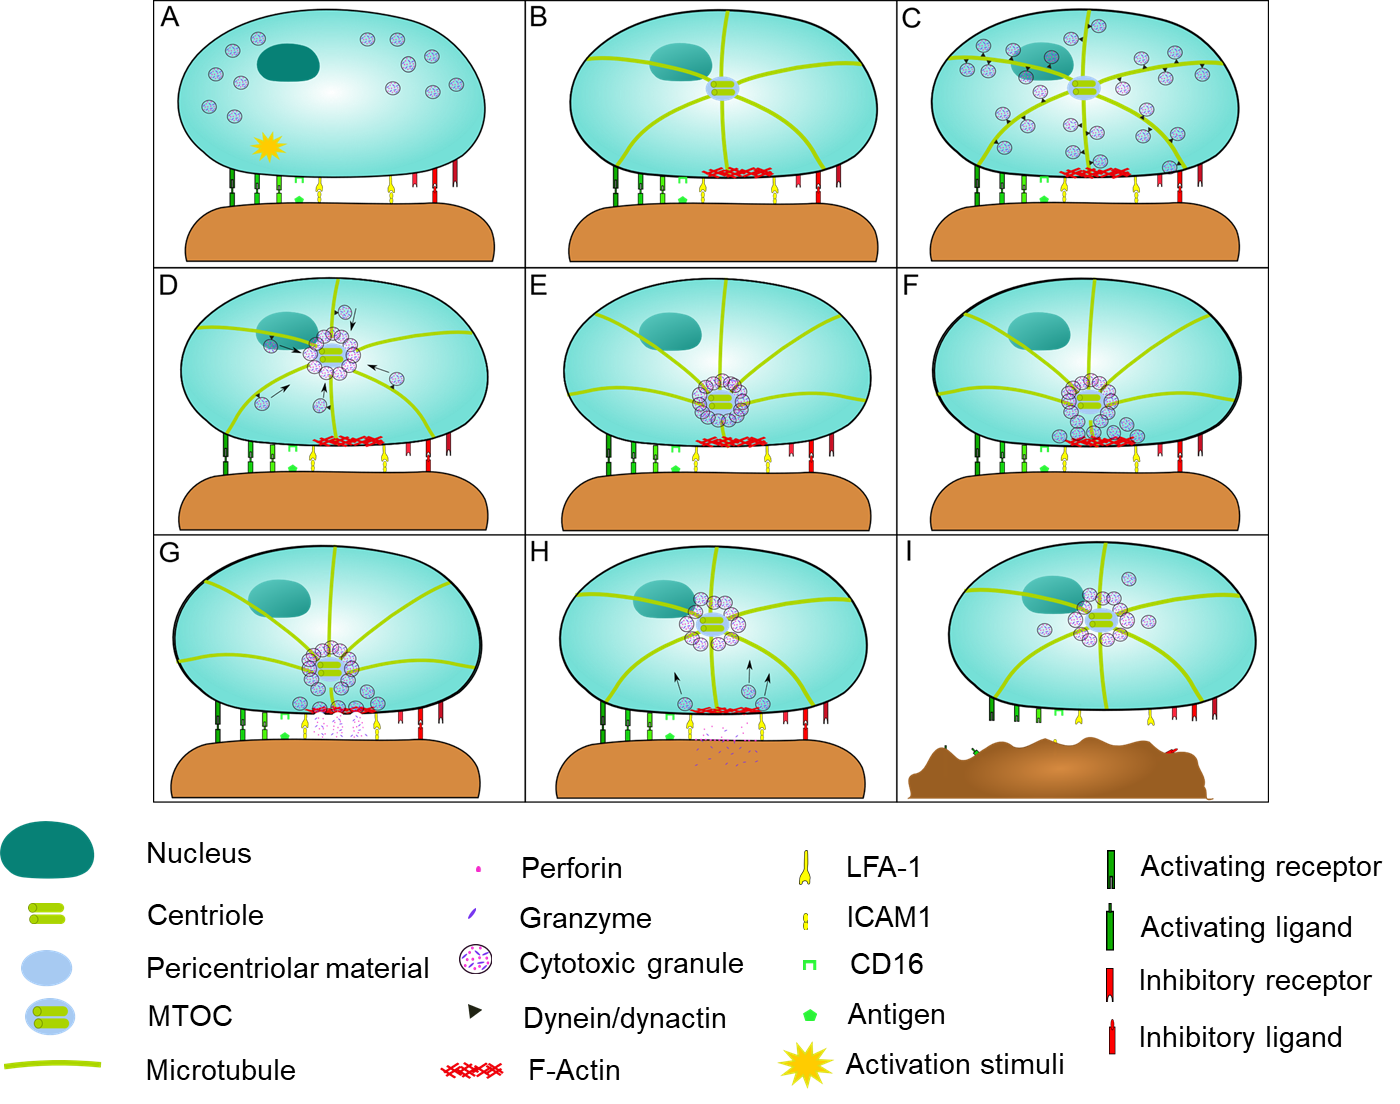 A
B
C
D
E
F
G
H
I
Nucleus
Centriole
Pericentriolar material
MTOC
Microtubule
Perforin
Granzyme
Cytotoxic granule
Dynein/dynactin
F-Actin
LFA-1
ICAM1
CD16
Antigen
Activation stimuli
Activating receptor
Activating ligand
Inhibitory receptor
Inhibitory ligand